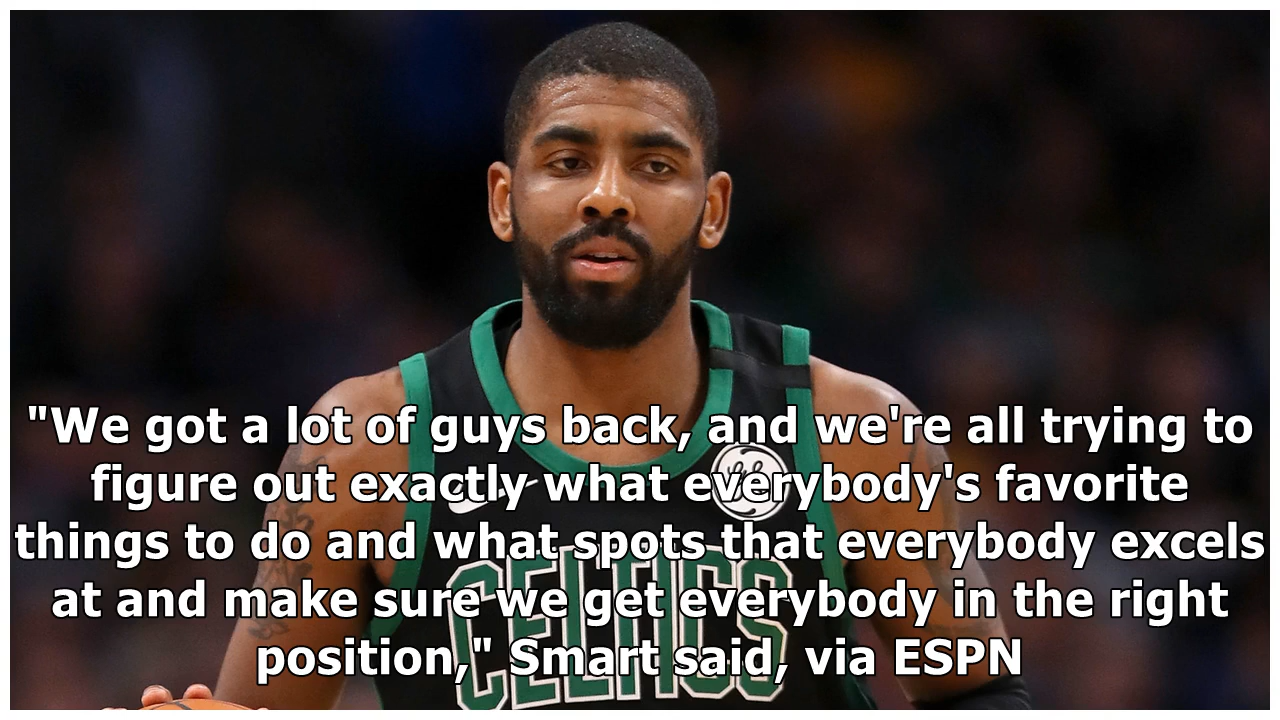 "We got a lot of guys back, and we're all trying to
figure out exactly what everybody's favorite
things to do and what spots that everybody excels
at and make sure we get everybody in the right
position," Smart said, via ESPN
CELTICS